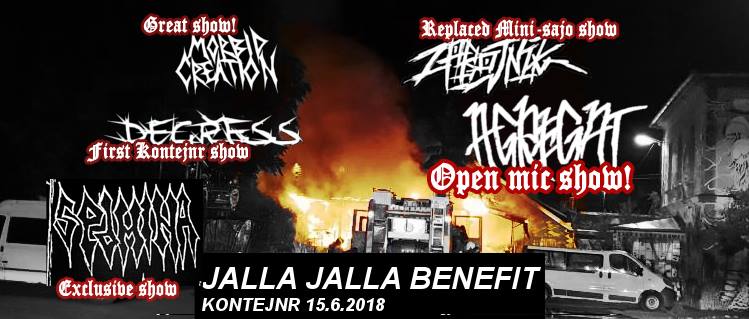 Great show!
MORBID
CREATION
Replaced Mini-sajo show
First Kontejnr show
Open mic show!
Exclusive show
JALLA JALLA BENEFIT
KONTEJNR 15.6.2018